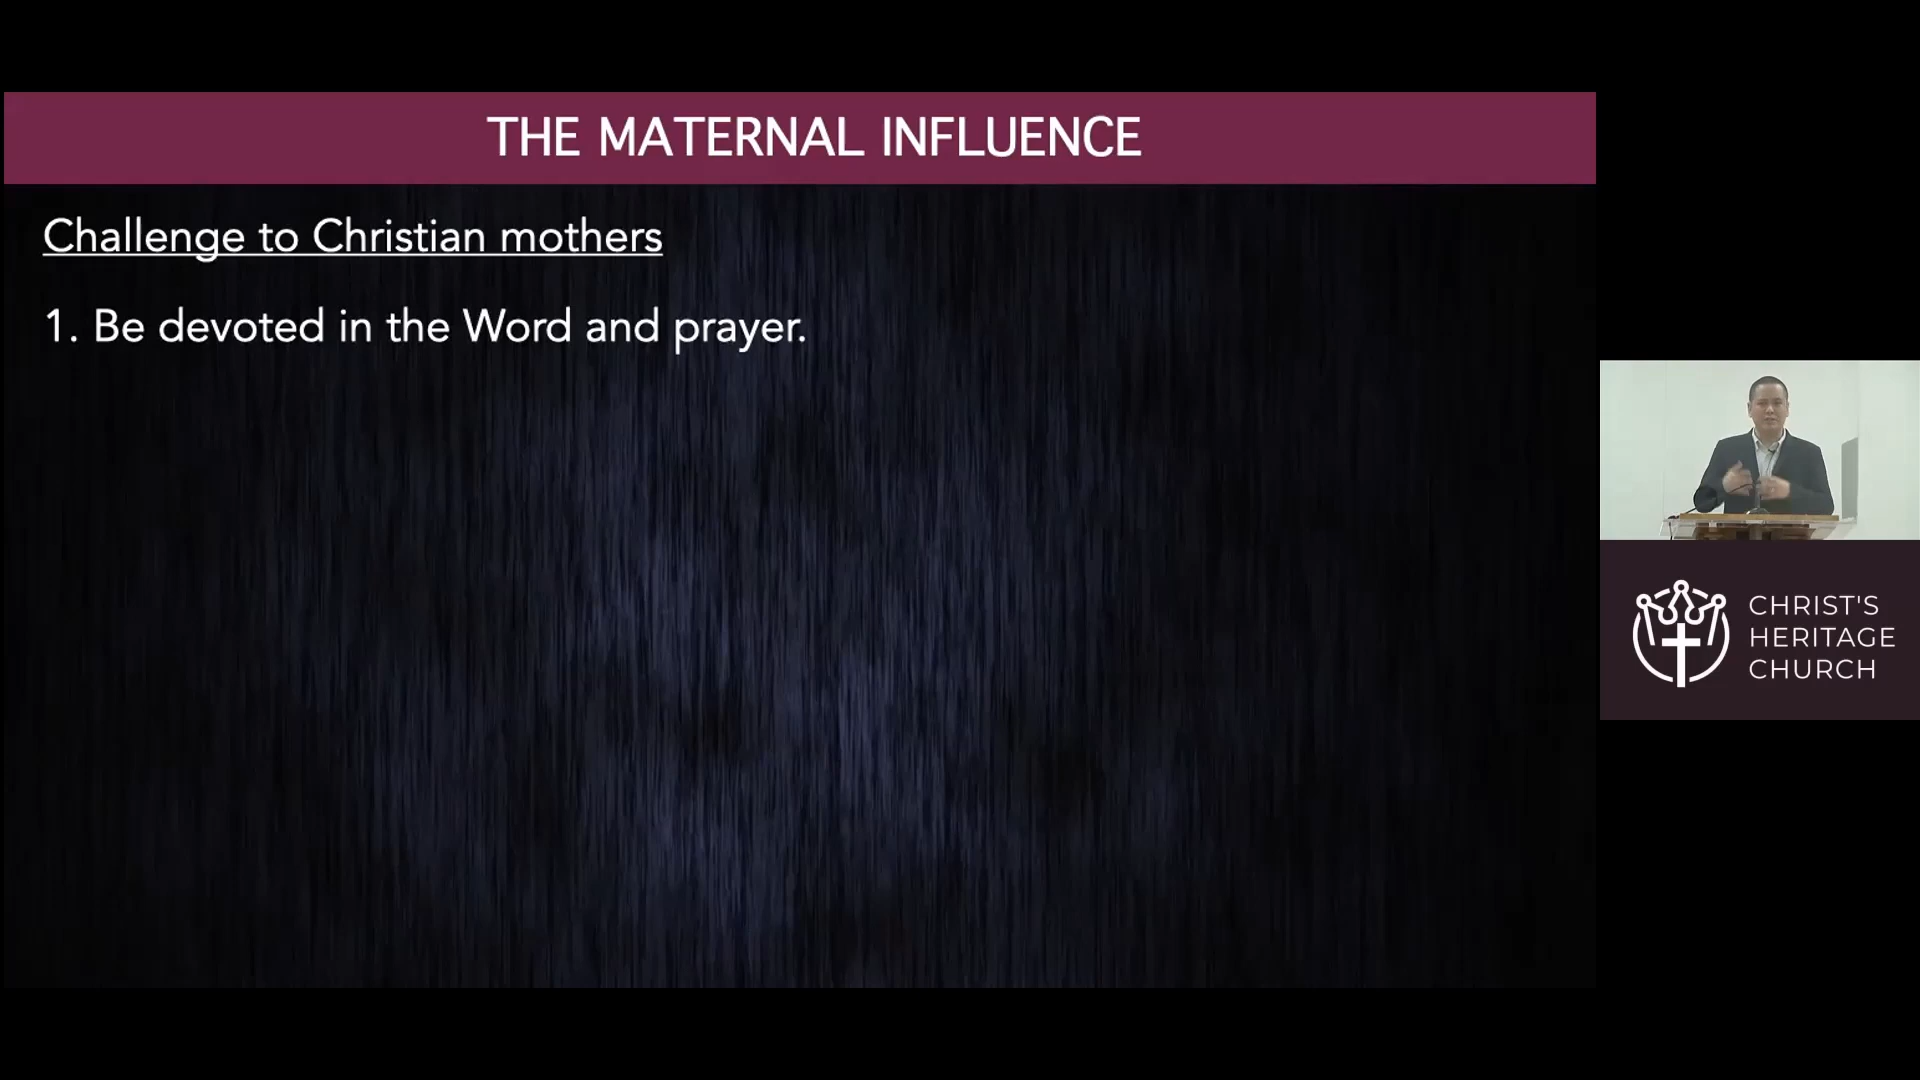 THE MATERNAL INFLUENCE
Challenge to Christian mothers
1. Be devoted in the Word and prayer.
CHRIST'S
HERITAGE
CHURCH